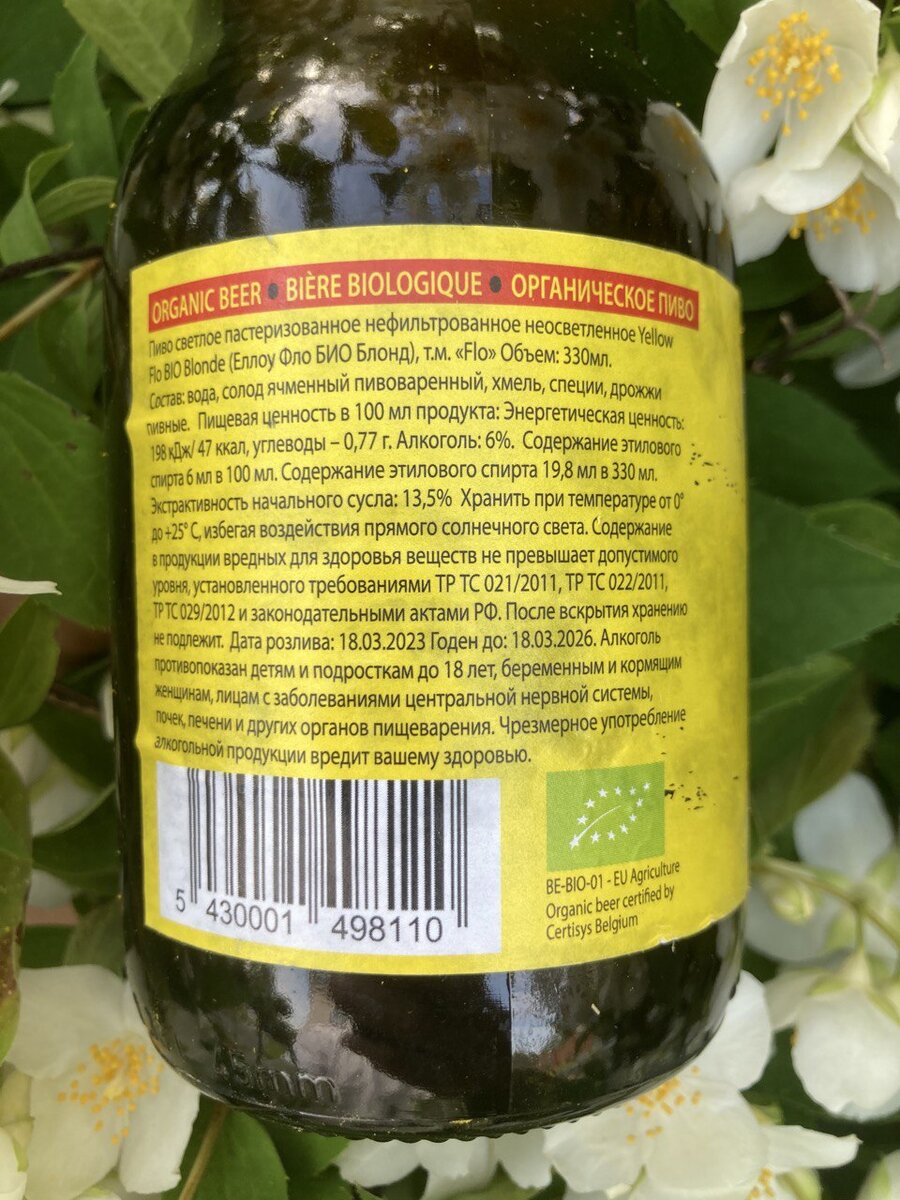 ORGANIC BEER • BIÈRE BIOLOGIQUE • ОРГАНИЧЕСКОЕ ПИВО
Пиво светлое пастеризованное нефильтрованное неосветленное Yellow
Flo BIO Blonde (Еллоу Фло БИО Блонд), т.м. «Flo» Объем: 330мл.
Состав: вода, солод ячменный пивоваренный, хмель, специи, дрожжи
пивные. Пищевая ценность в 100 мл продукта: Энергетическая ценность:
198 кДж/ 47 ккал, углеводы – 0,77 г. Алкоголь: 6%. Содержание этилового
спирта 6 мл в 100 мл. Содержание этилового спирта 19,8 мл в 330 мл.
Экстрактивность начального сусла: 13,5% Хранить при температуре от 0°
до +25° С, избегая воздействия прямого солнечного света. Содержание
в продукции вредных для здоровья веществ не превышает допустимого
уровня, установленного требованиями ТР ТС 021/2011, ТР ТС 022/2011,
ТР ТС 029/2012 и законодательными актами РФ. После вскрытия хранению
не подлежит. Дата розлива: 18.03.2023 Годен до: 18.03.2026. Алкоголь
противопоказан детям и подросткам до 18 лет, беременным и кормящим
женщинам, лицам с заболеваниями центральной нервной системы,
почек, печени и других органов пищеварения. Чрезмерное употребление
алкогольной продукции вредит вашему здоровью.
5 430001 498110
BE-BIO-01 - EU Agriculture
Organic beer certified by
Certisys Belgium